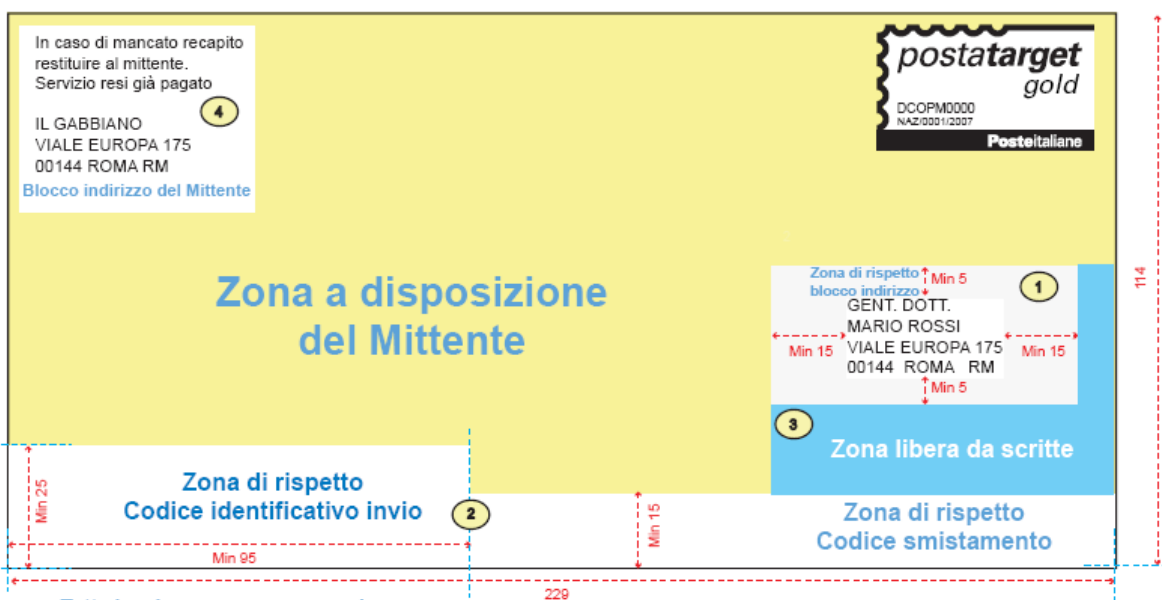 In caso di mancato recapito
restituire al mittente.
Servizio resi già pagato
4
IL GABBIANO
VIALE EUROPA 175
00144 ROMA RM
Blocco indirizzo del Mittente
postatarget
gold
DCOPM0000
NAZ/0001/2007
Posteitaliane
Zona a disposizione
del Mittente
Zona di rispetto
blocco indirizzo
Min 5
1
GENT. DOTT.
MARIO ROSSI
VIALE EUROPA 175
00144 ROMA RM
Min 15
Min 15
Min 5
3
Zona libera da scritte
114
Min 25
Zona di rispetto
Codice identificativo invio
2
Min 95
Min 15
Zona di rispetto
Codice smistamento
229